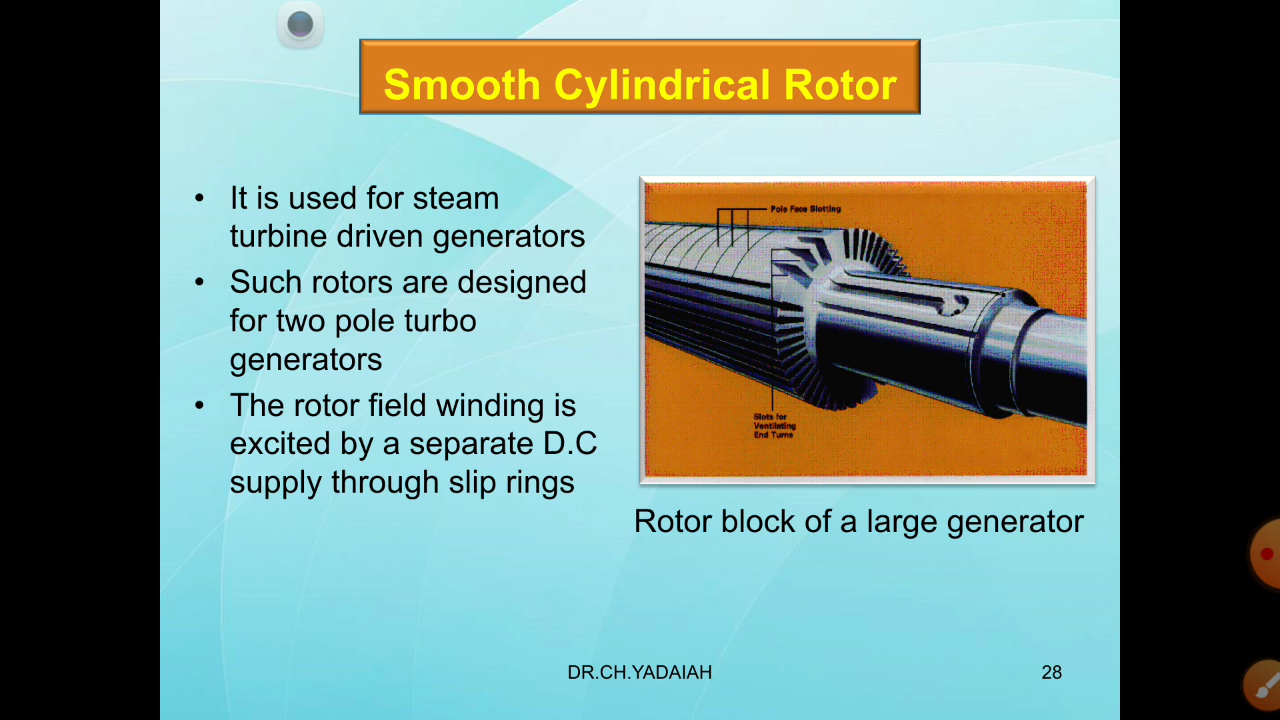 Smooth Cylindrical Rotor
• It is used for steam
turbine driven generators
• Such rotors are designed
for two pole turbo
generators
• The rotor field winding is
excited by a separate D.C
supply through slip rings
Pole Face Slotting
Slots for
Ventilating
End Turns
Rotor block of a large generator
DR.CH.YADAIAH
28